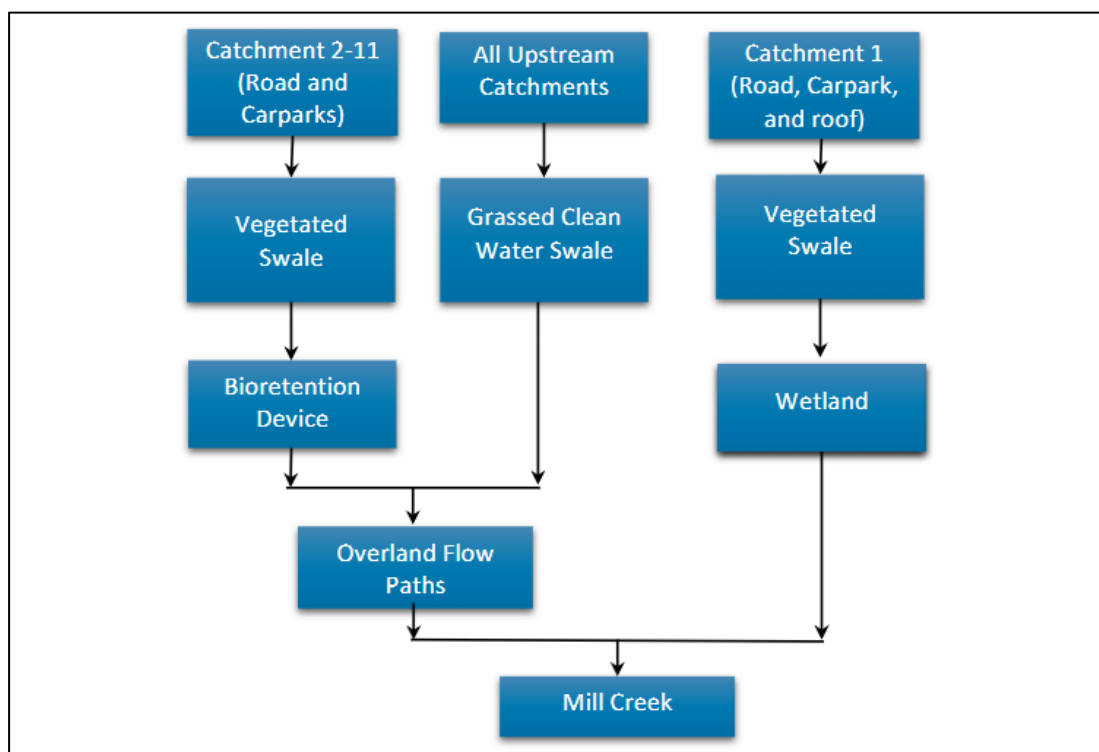 Catchment 2-11
(Road and
Carparks)
All Upstream
Catchments
Catchment 1
(Road, Carpark,
and roof)
Vegetated
Swale
Grassed Clean
Water Swale
Vegetated
Swale
Bioretention
Device
Wetland
Overland Flow
Paths
Mill Creek